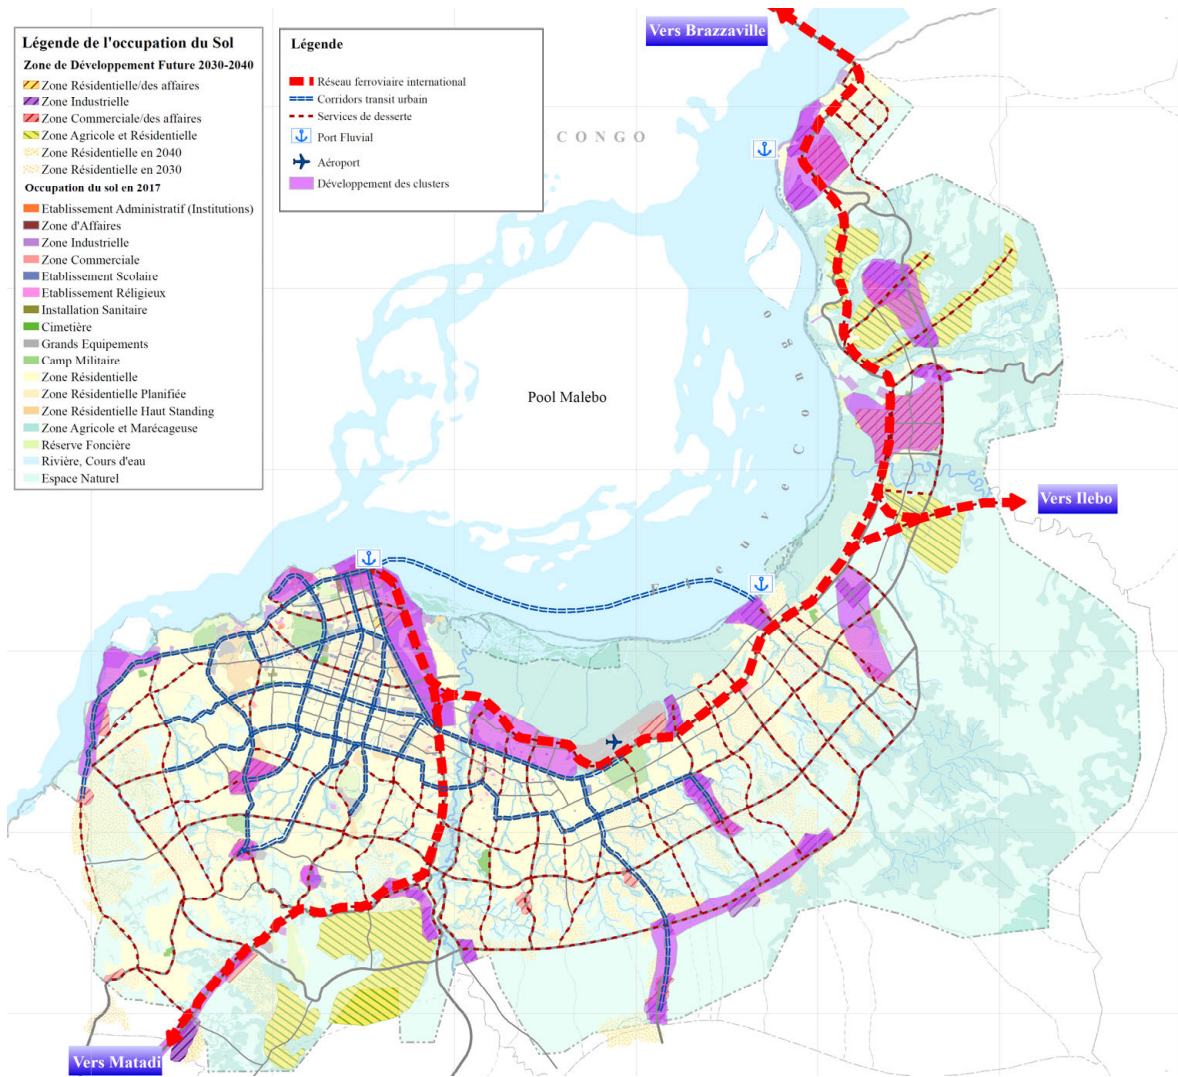 Légende de l'occupation du Sol
Zone de Développement Future 2030-2040
Zone Résidentielle/des affaires
Zone Industrielle
Zone Commerciale/des affaires
Zone Agricole et Résidentielle
Zone Résidentielle en 2040
Zone Résidentielle en 2030
Occupation du sol en 2017
Etablissement Administratif (Institutions)
Zone d'Affaires
Zone Industrielle
Zone Commerciale
Etablissement Scolaire
Etablissement Réligieux
Installation Sanitaire
Cimetière
Grands Equipements
Camp Militaire
Zone Résidentielle
Zone Résidentielle Planifiée
Zone Résidentielle Haut Standing
Zone Agricole et Marécageuse
Réserve Foncière
Rivière, Cours d'eau
Espace Naturel
Légende
Réseau ferroviaire international
Corridors transit urbain
Services de desserte
Port Fluvial
Aéroport
Développement des clusters
Vers Brazzaville
CONGO
Pool Malebo
Fleuve Congo
Vers Ilebo
Vers Matadi